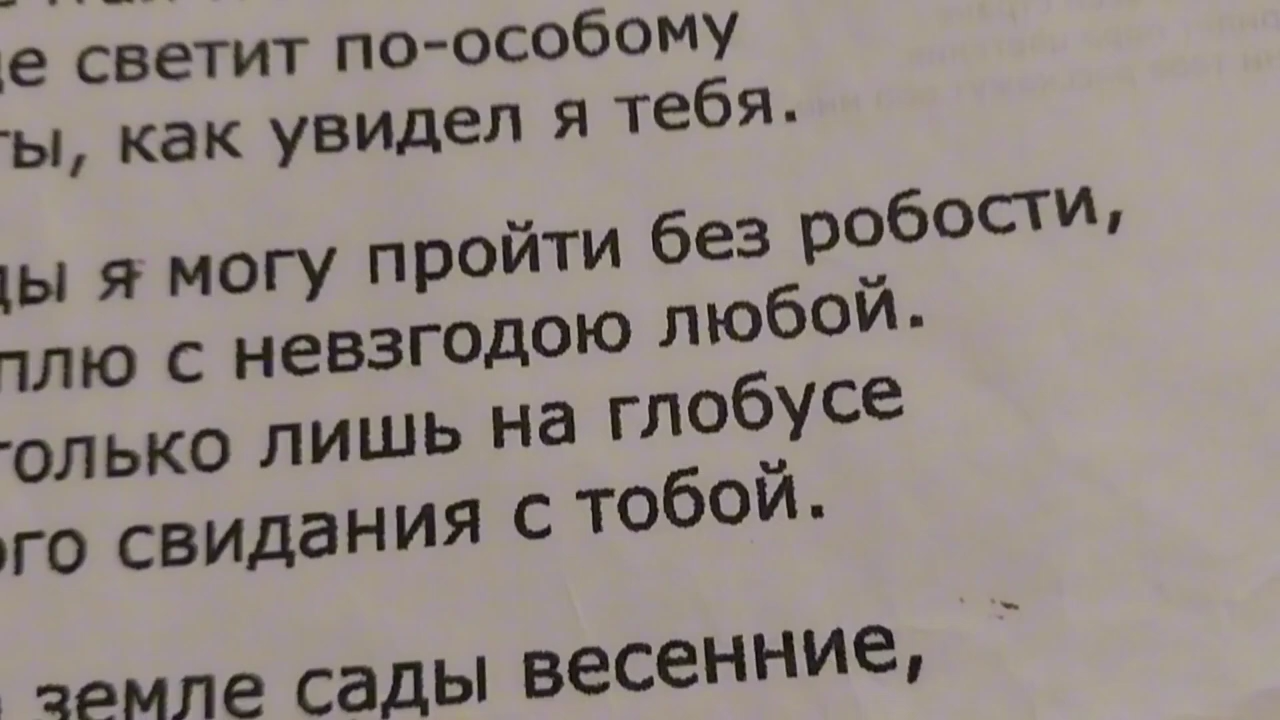 е светит по-особому
ты, как увидел я тебя.
ды я могу пройти без робости,
плю с невзгодою любой.
только лишь на глобусе
ого свидания с тобой.
земле сады весенние,